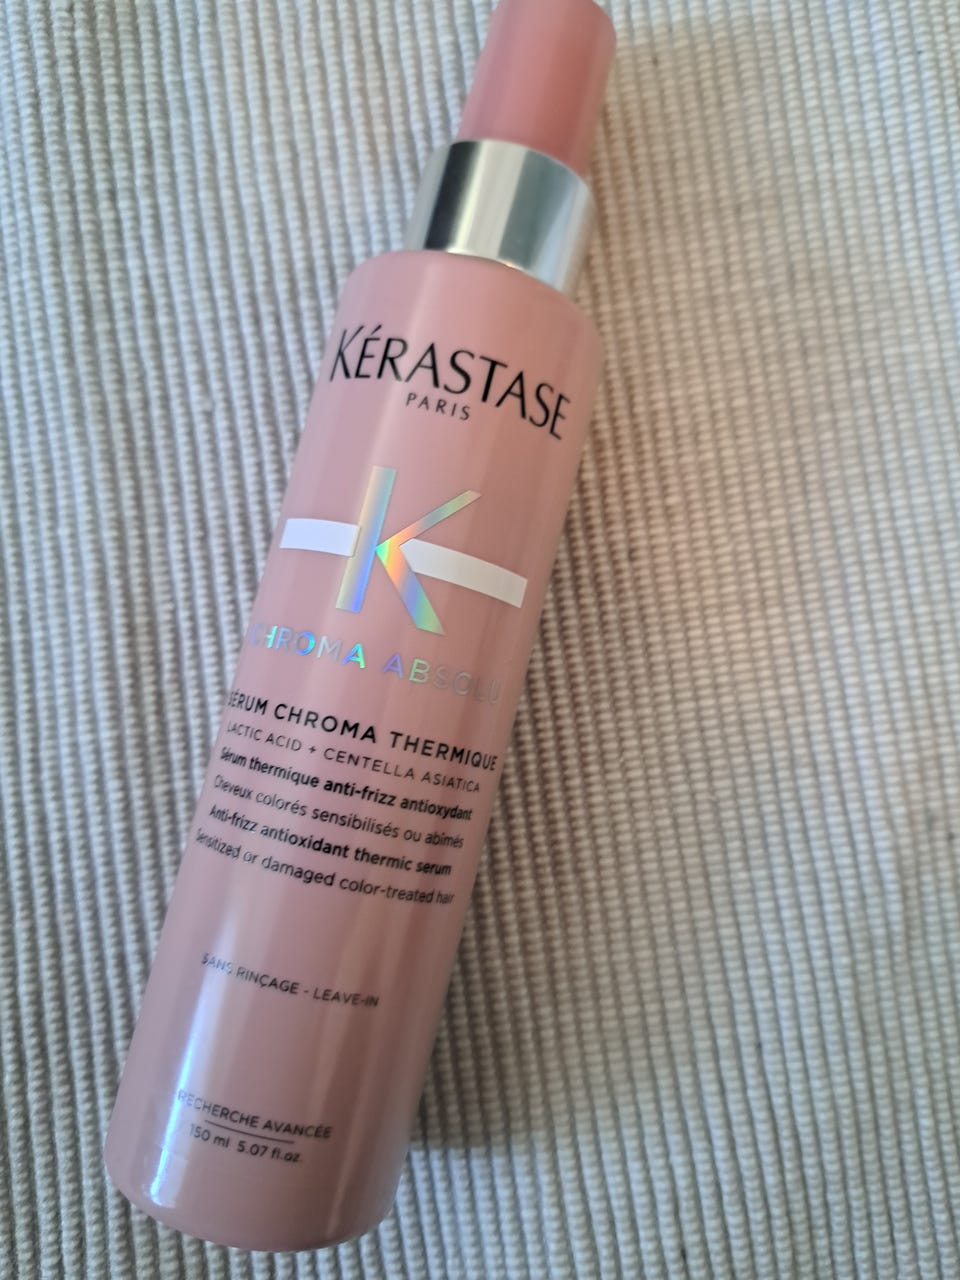 KÉRASTASE
PARIS
K
CHROMA ABSOLU
SÉRUM CHROMA THERMIQUE
LACTIC ACID + CENTELLA ASIATICA
Sérum thermique anti-frizz antioxydant
Cheveux colorés sensibilisés ou abîmés
Anti-frizz antioxidant thermic serum
Sensitized or damaged color-treated hair
SANS RINÇAGE - LEAVE-IN
RECHERCHE AVANCÉE
150 ml 5.07 fl.oz.